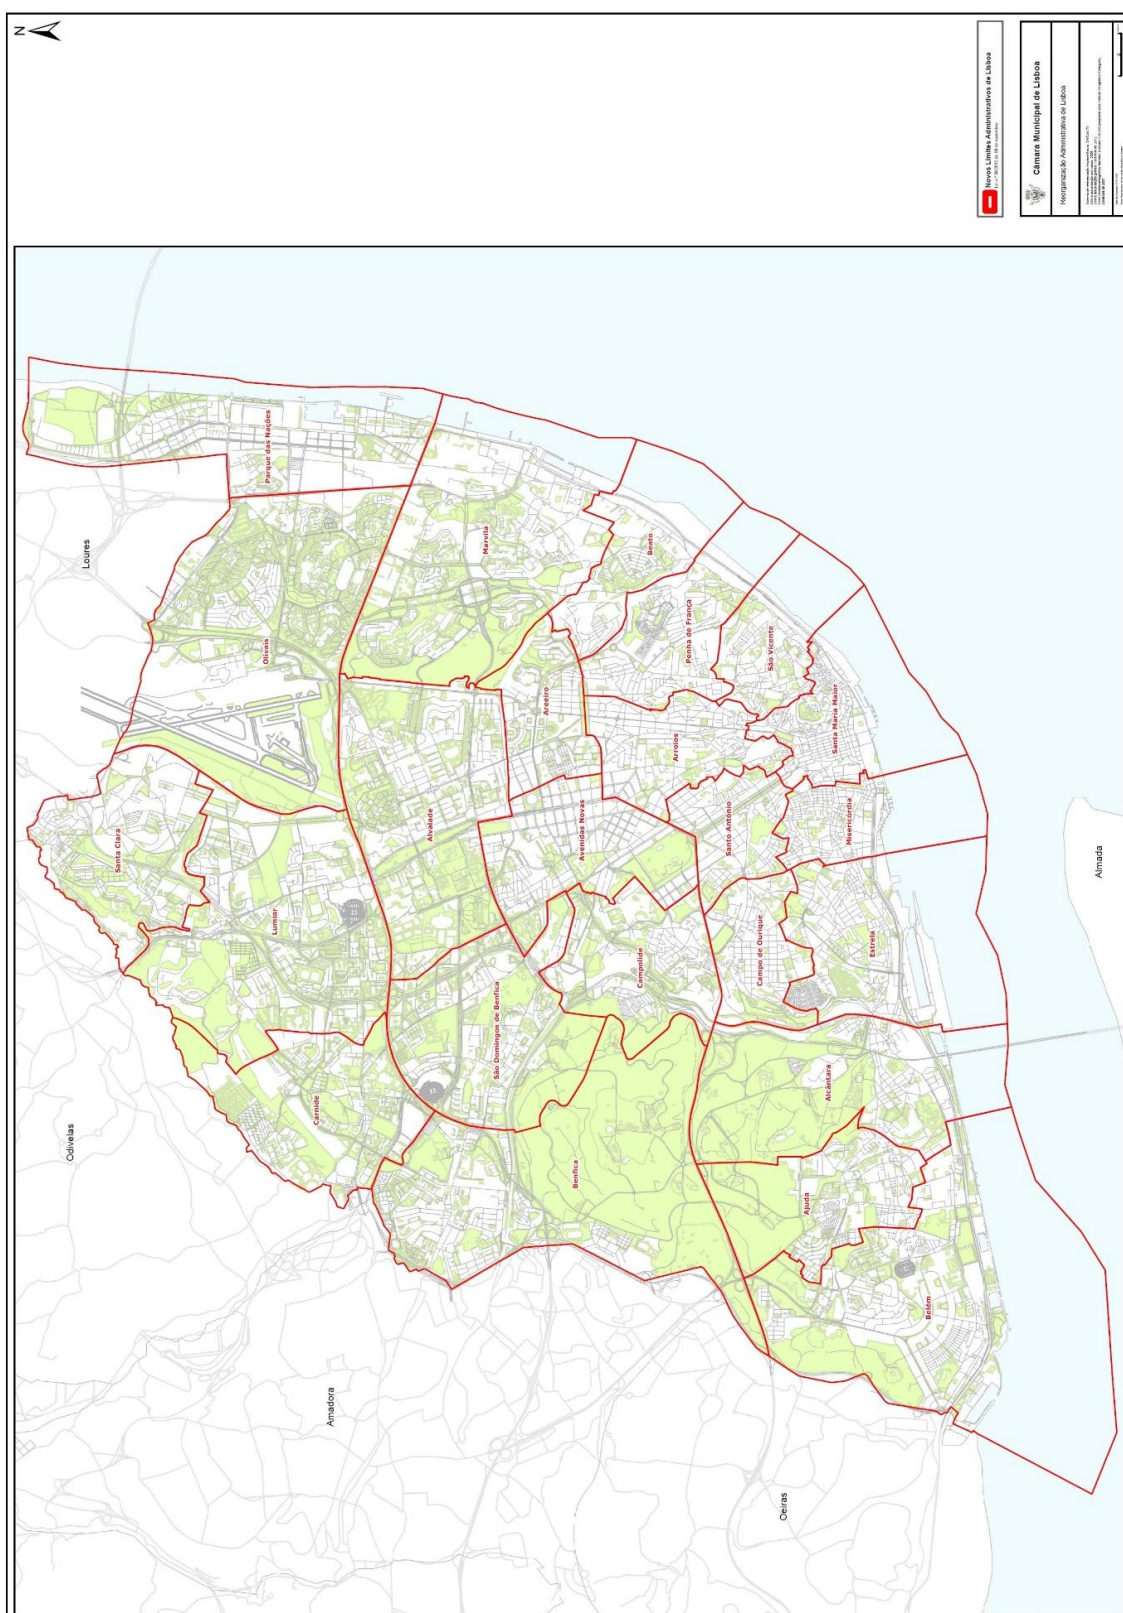 N
Novos Limites Administrativos de Lisboa
Câmara Municipal de Lisboa
Reorganização Administrativa de Lisboa
Loures
Odivelas
Amadora
Oeiras
Almada
Parque das Nações
Olivais
Marvila
Beato
Santa Clara
Lumiar
Alvalade
Areeiro
Penha de França
São Vicente
Arroios
Santa Maria Maior
Avenidas Novas
Santo António
Misericórdia
Carnide
São Domingos de Benfica
Campolide
Campo de Ourique
Estrela
Benfica
Alcântara
Ajuda
Belém